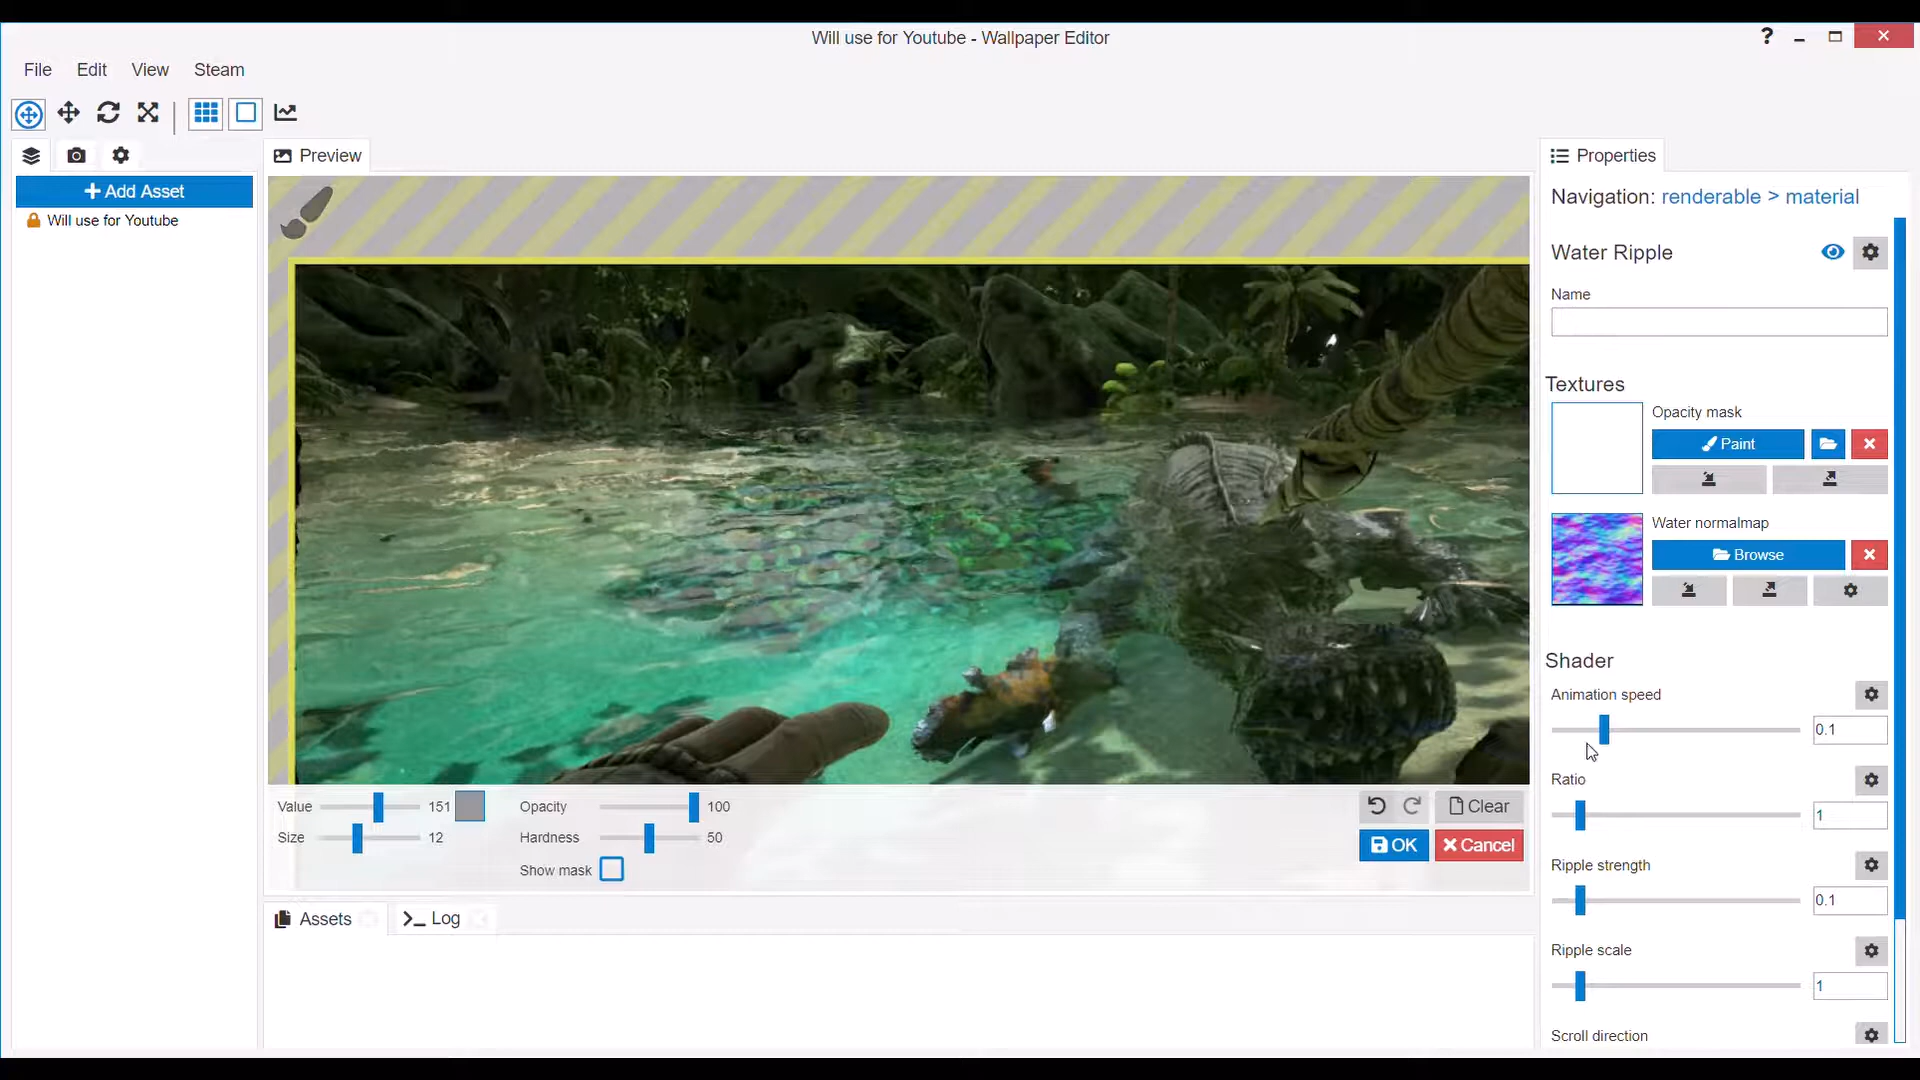 Will use for Youtube - Wallpaper Editor
?
File Edit View Steam
Preview
Properties
+ Add Asset
Will use for Youtube
Navigation: renderable > material
Water Ripple
Name
Textures
Opacity mask
Paint
Water normalmap
Browse
Shader
Animation speed
0.1
Ratio
1
Ripple strength
0.1
Ripple scale
1
Scroll direction
Value 151 Opacity 100 Clear
Size 12 Hardness 50 OK Cancel
Show mask
Assets >_ Log